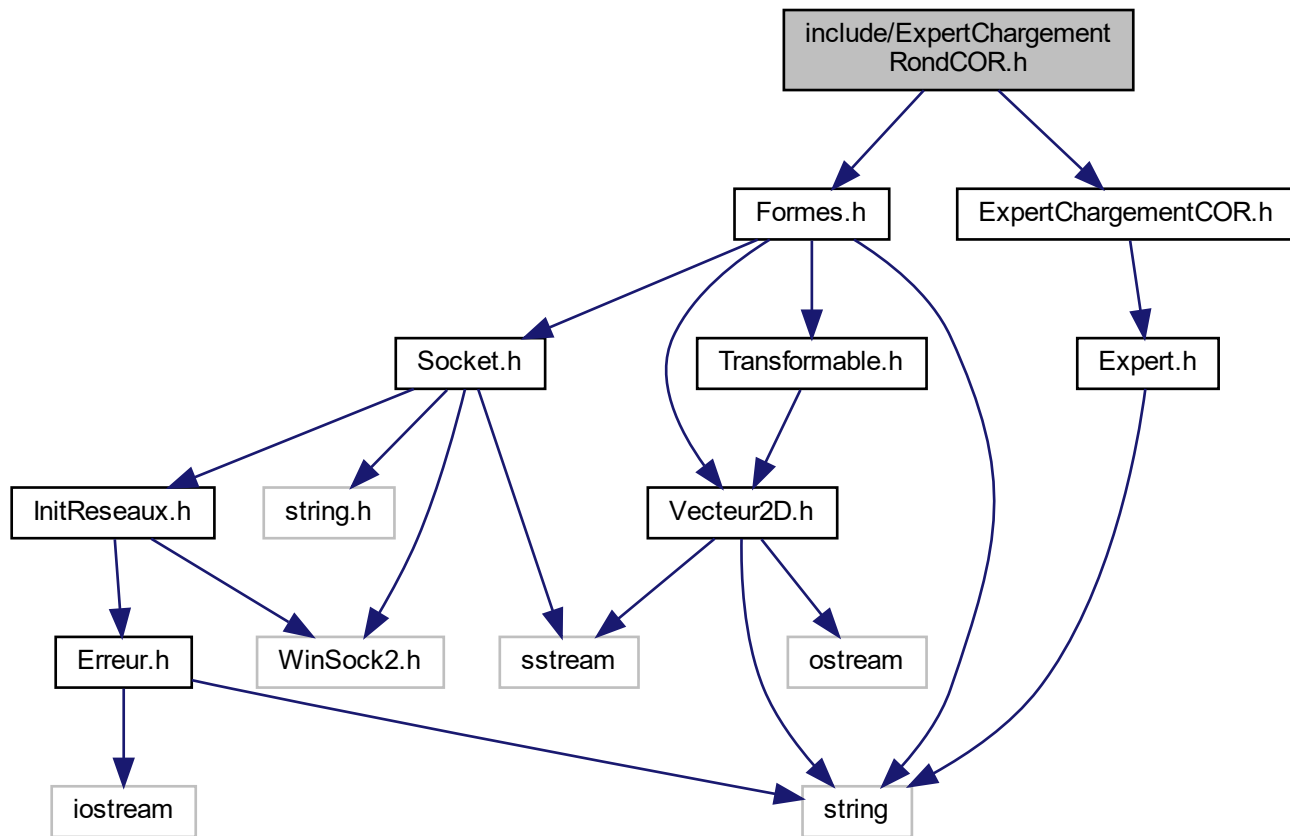 include/ExpertChargement
RondCOR.h
Formes.h
ExpertChargementCOR.h
Socket.h
Transformable.h
Expert.h
InitReseaux.h
string.h
Vecteur2D.h
Erreur.h
WinSock2.h
sstream
ostream
iostream
string